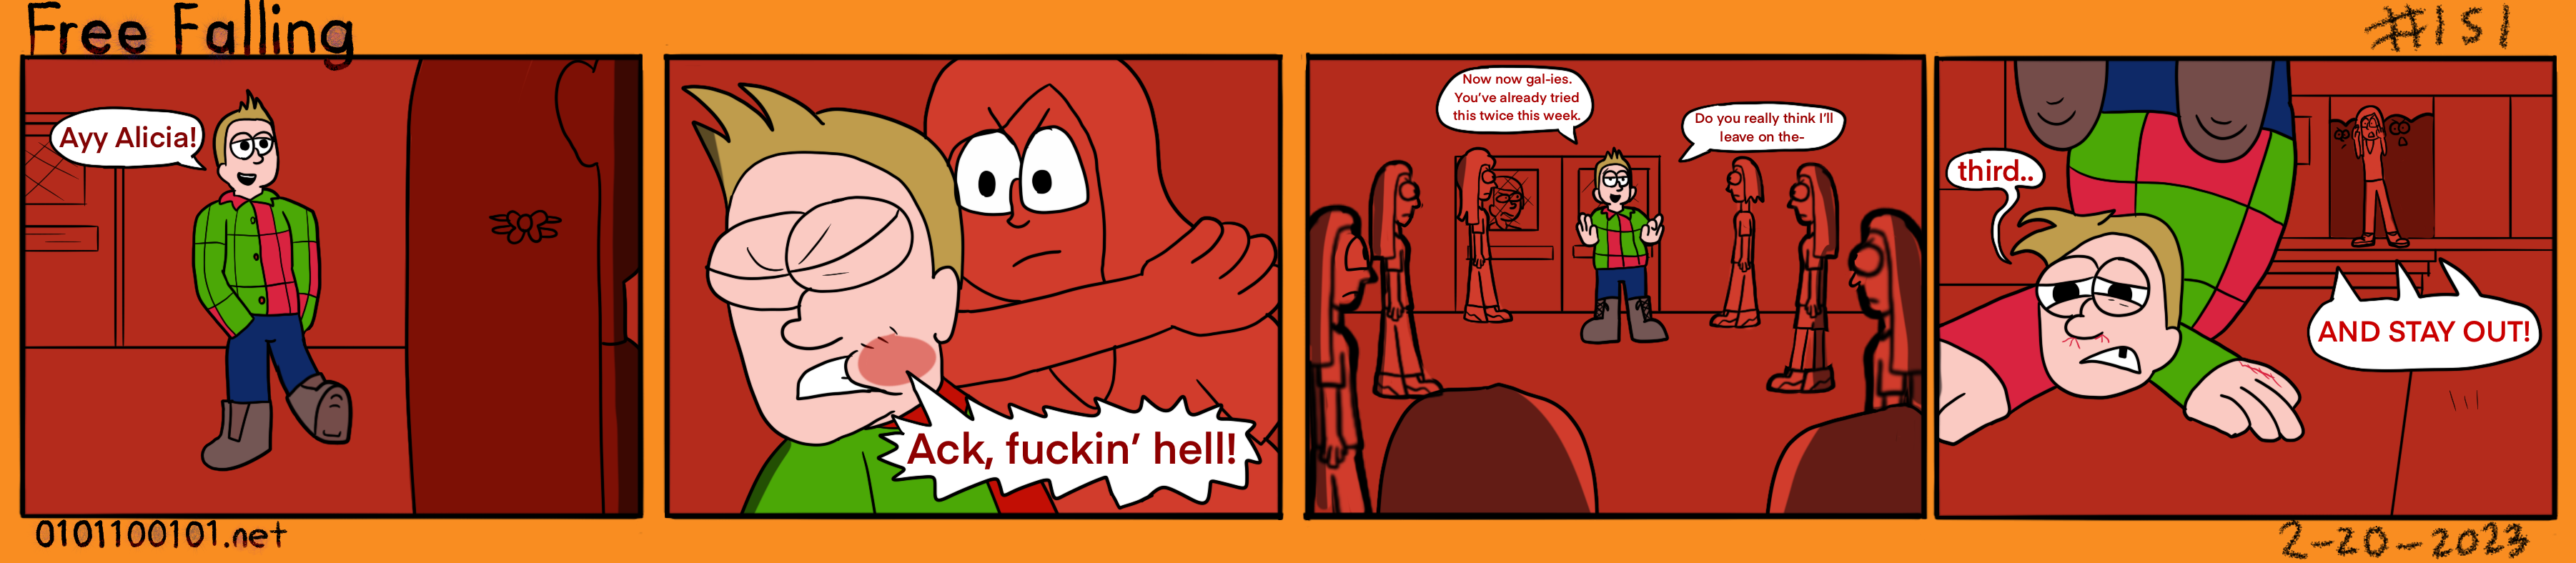 Free Falling
#151
Ayy Alicia!
Ack, fuckin' hell!
Now now gal-ies.
You've already tried
this twice this week.
Do you really think I'll
leave on the-
third..
AND STAY OUT!
0101100101.net
2-20-2023